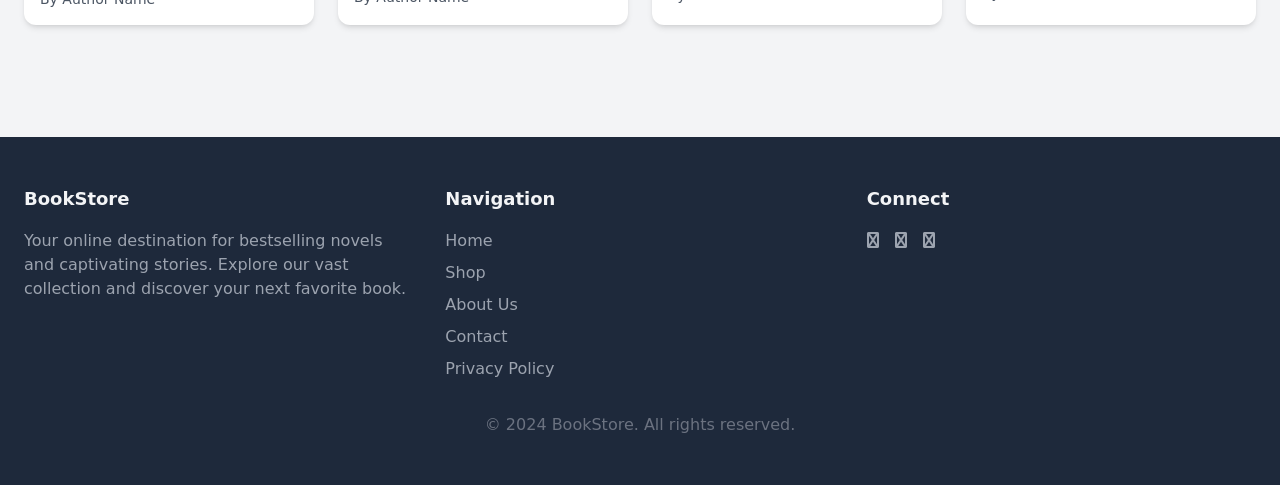 By Author Name
By Author Name
BookStore
Your online destination for bestselling novels
and captivating stories. Explore our vast
collection and discover your next favorite book.
Navigation
Home
Shop
About Us
Contact
Privacy Policy
Connect
© 2024 BookStore. All rights reserved.